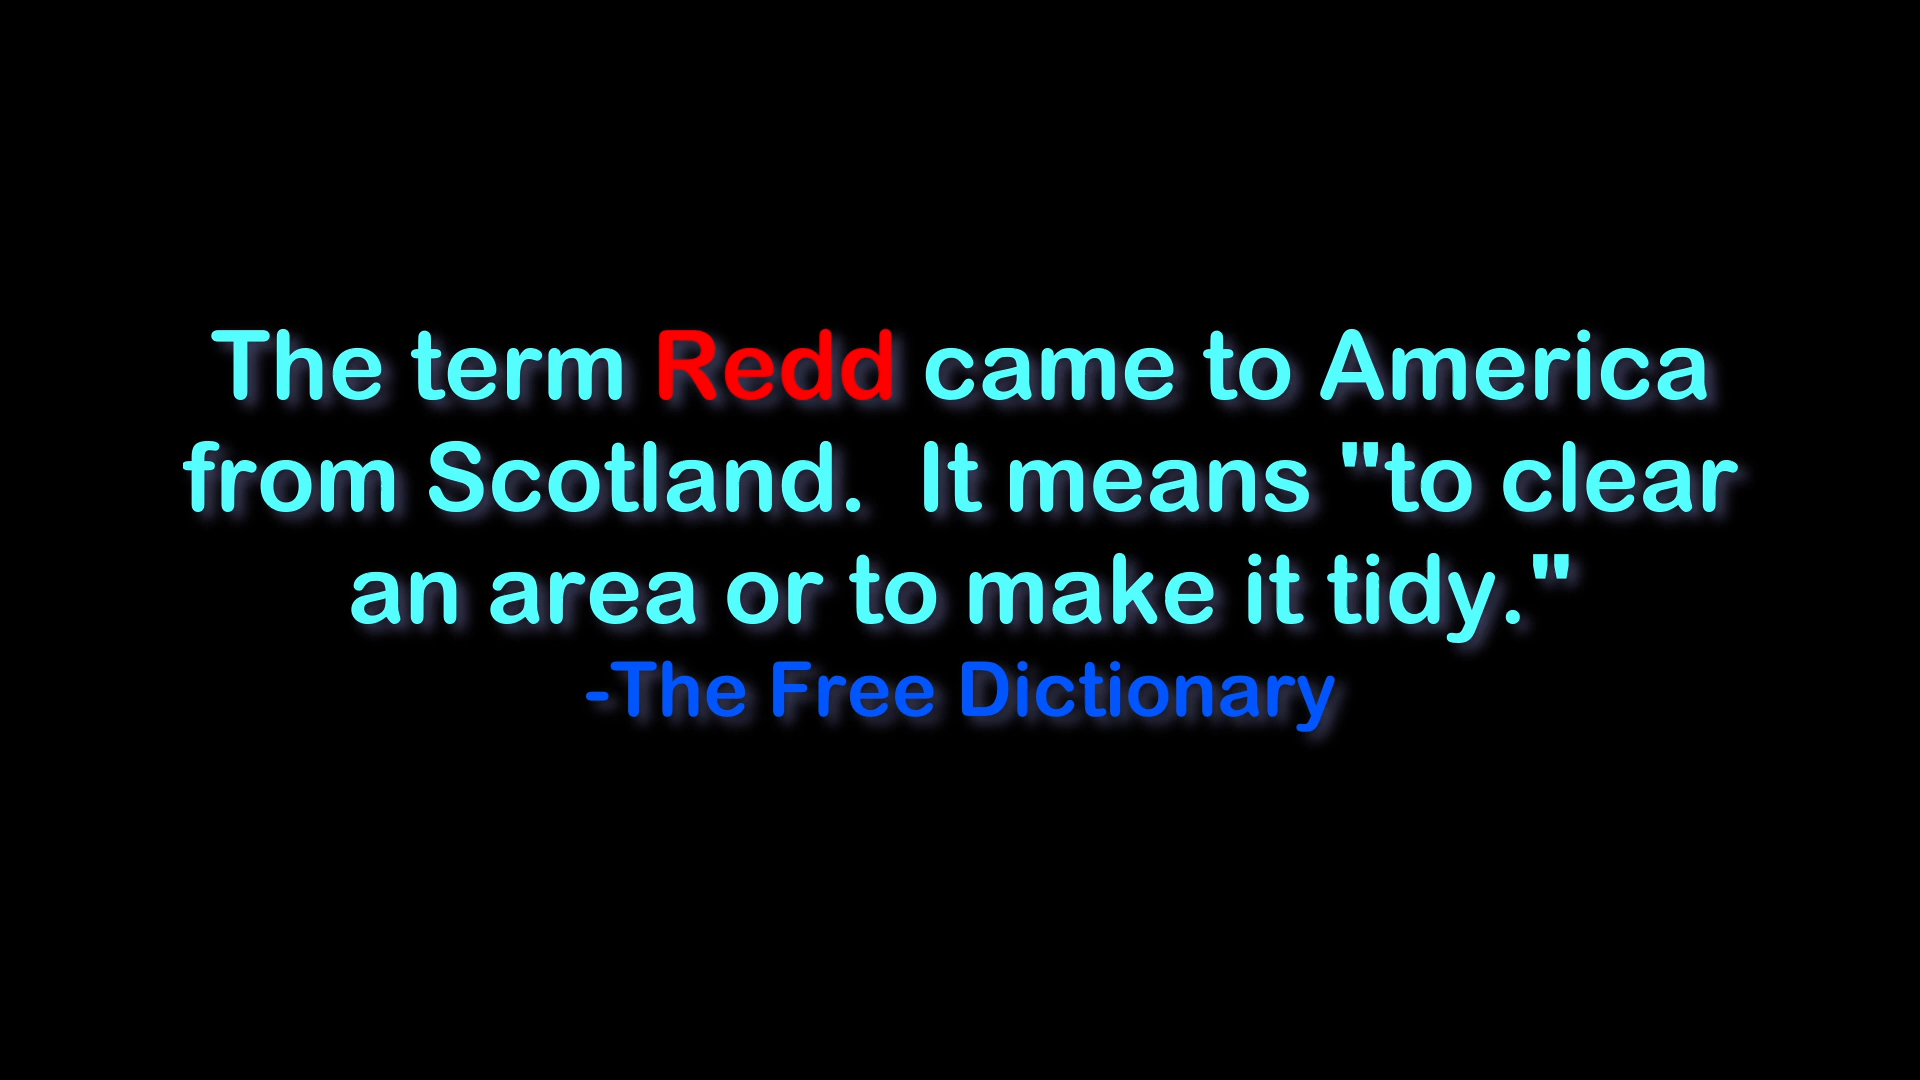 The term Redd came to America
from Scotland.  It means "to clear
an area or to make it tidy."
-The Free Dictionary